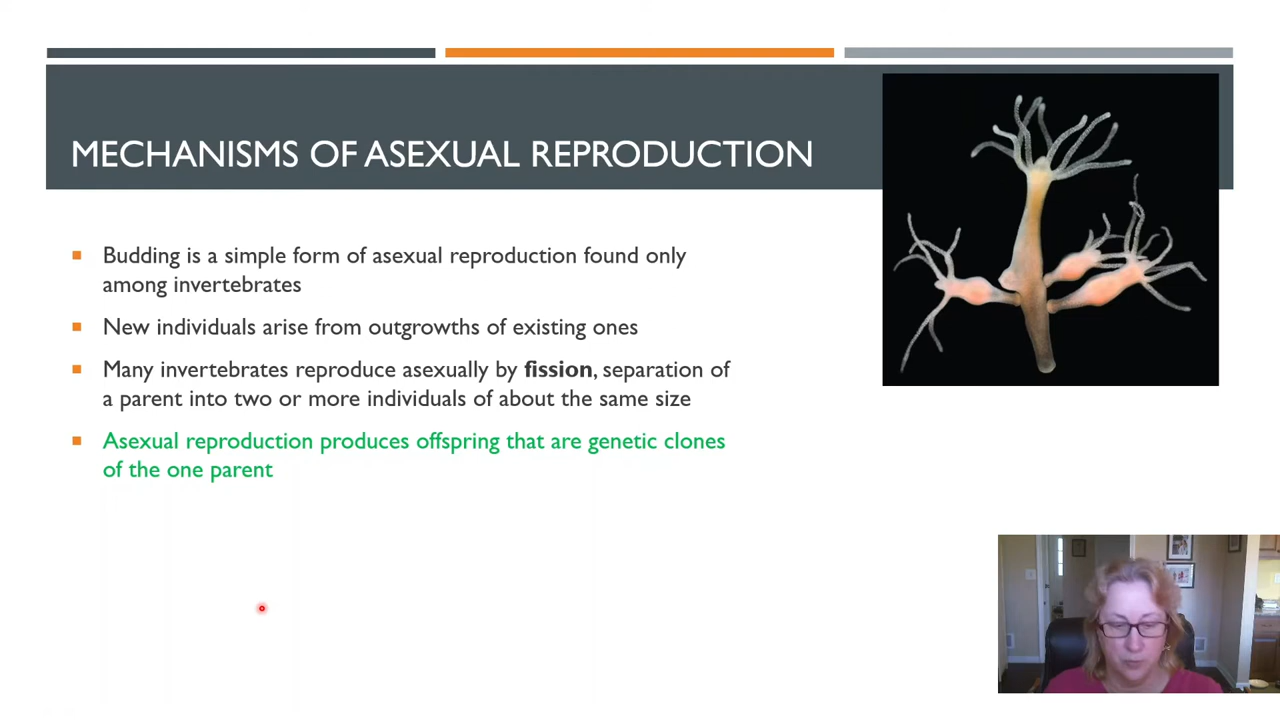 MECHANISMS OF ASEXUAL REPRODUCTION
Budding is a simple form of asexual reproduction found only
among invertebrates
New individuals arise from outgrowths of existing ones
Many invertebrates reproduce asexually by fission, separation of
a parent into two or more individuals of about the same size
Asexual reproduction produces offspring that are genetic clones
of the one parent